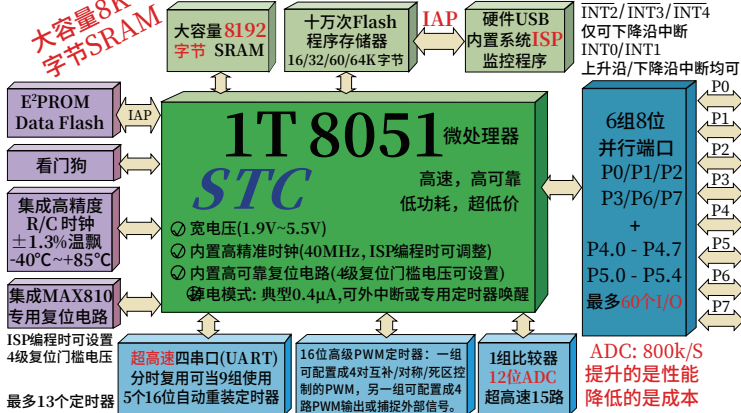 大容量8K
字节SRAM
大容量8192
字节 SRAM
十万次Flash
程序存储器
16/32/60/64K字节
IAP
硬件USB
内置系统ISP
监控程序
INT2/INT3/INT4
仅可下降沿中断
INT0/INT1
上升沿/下降沿中断均可
E²PROM
Data Flash
IAP
看门狗
集成高精度
R/C时钟
±1.3%温飘
-40℃~+85℃
集成MAX810
专用复位电路
ISP编程时可设置
4级复位门槛电压
最多13个定时器
1T 8051微处理器
STC
高速，高可靠
低功耗，超低价
宽电压(1.9V~5.5V)
内置高精准时钟(40MHz, ISP编程时可调整)
内置高可靠复位电路(4级复位门槛电压可设置)
掉电模式: 典型0.4μA,可外中断或专用定时器唤醒
6组8位
并行端口
P0/P1/P2
P3/P6/P7
+
P4.0 - P4.7
P5.0 - P5.4
最多60个I/O
P0
P1
P2
P3
P4
P5
P6
P7
超高速四串口(UART)
分时复用可当9组使用
5个16位自动重装定时器
16位高级PWM定时器：一组
可配置成4对互补/对称/死区控
制的PWM，另一组可配置成4
路PWM输出或捕捉外部信号。
1组比较器
12位ADC
超高速15路
ADC: 800k/S
提升的是性能
降低的是成本